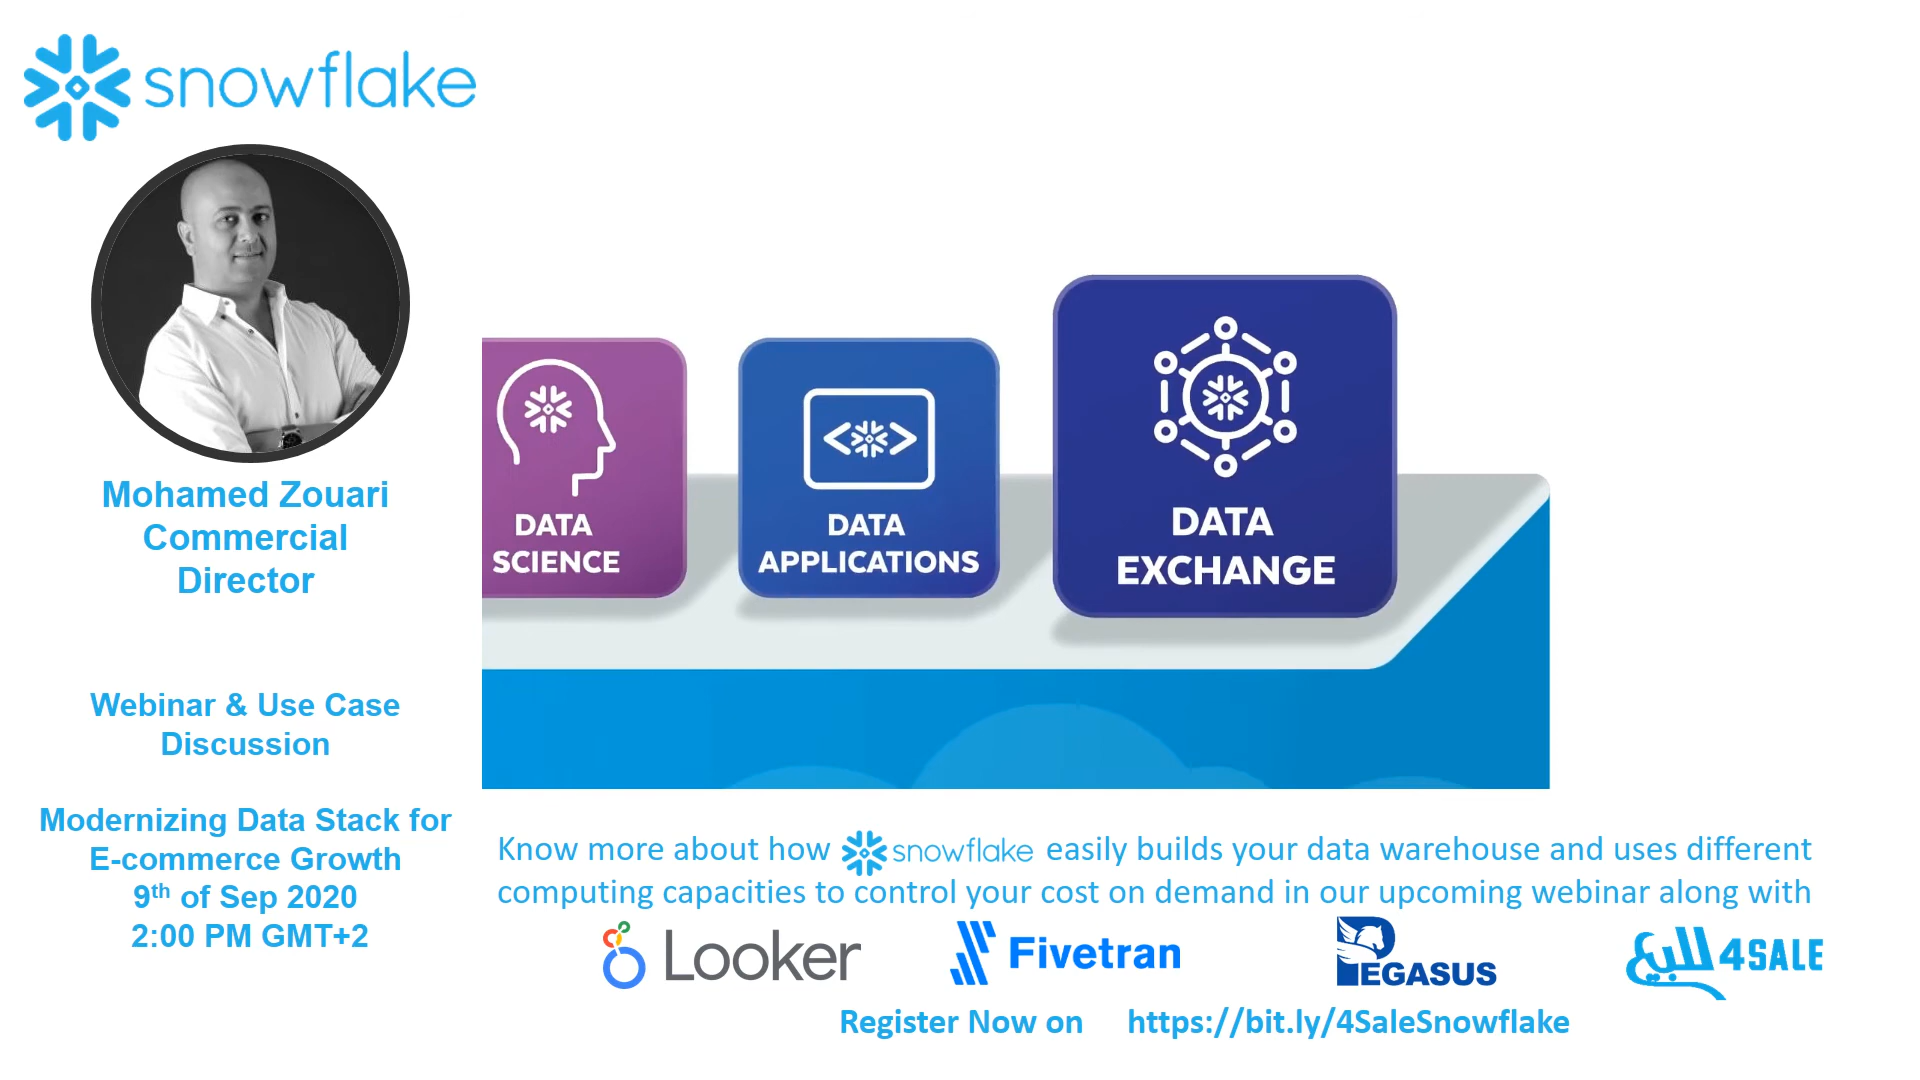 snowflake
Mohamed Zouari
Commercial
Director
Webinar & Use Case
Discussion
Modernizing Data Stack for
E-commerce Growth
9th of Sep 2020
2:00 PM GMT+2
DATA
SCIENCE
DATA
APPLICATIONS
DATA
EXCHANGE
Know more about how snowflake easily builds your data warehouse and uses different
computing capacities to control your cost on demand in our upcoming webinar along with
Looker Fivetran PEGASUS للبيع 4SALE
Register Now on https://bit.ly/4SaleSnowflake